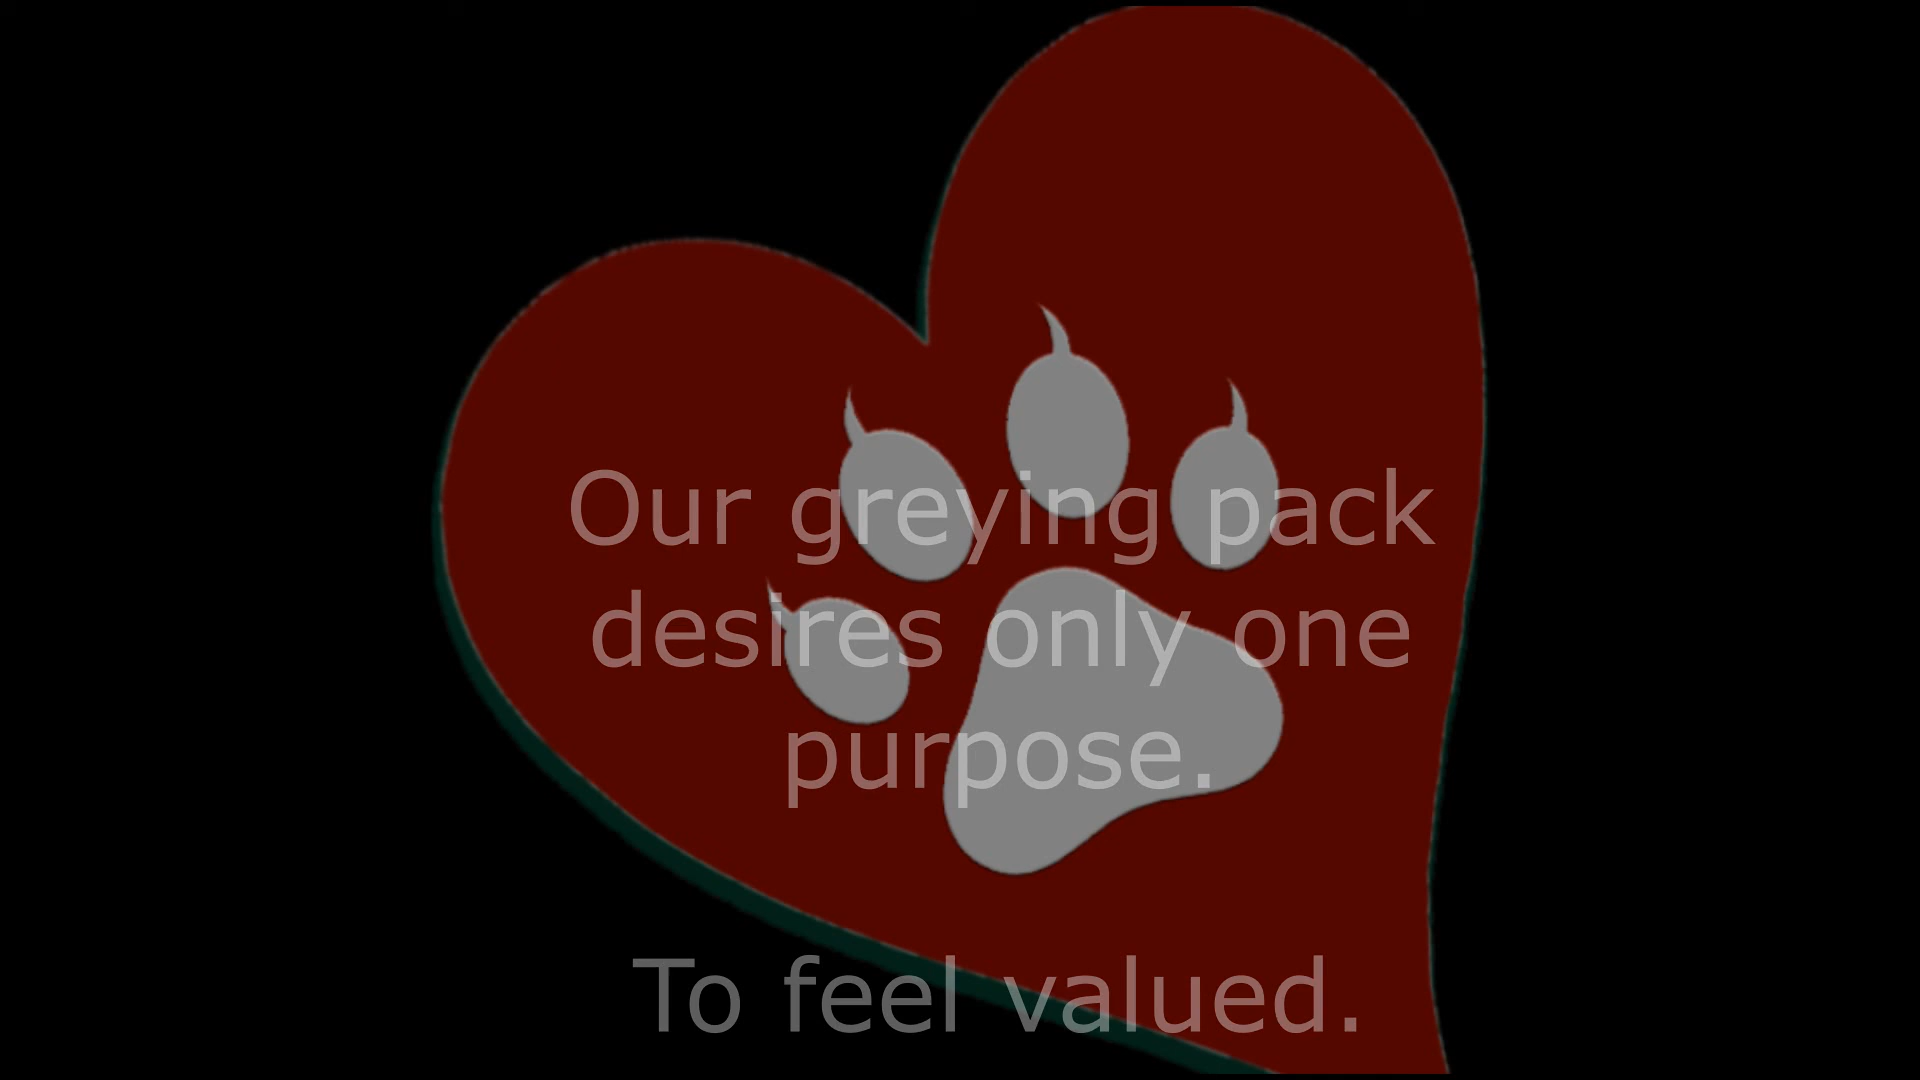 Our greying pack
desires only one
purpose.
To feel valued.